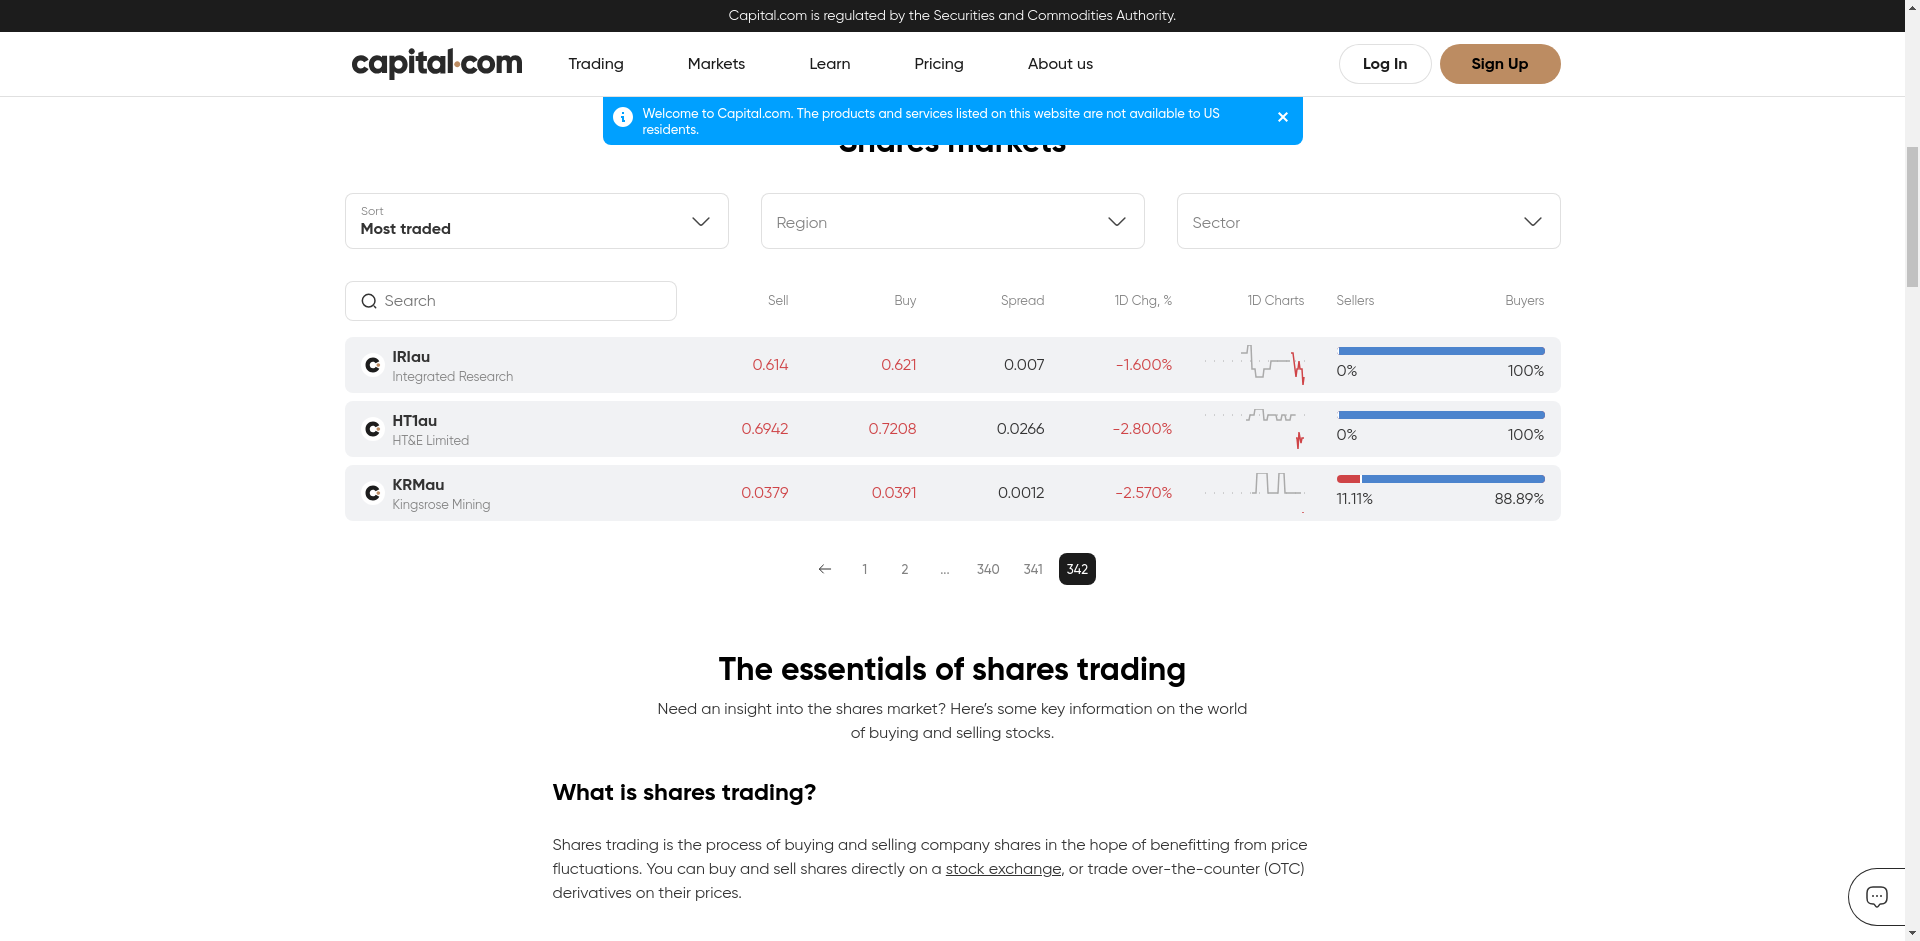 Capital.com is regulated by the Securities and Commodities Authority.
capital.com
Trading
Markets
Learn
Pricing
About us
Log In
Sign Up
Welcome to Capital.com. The products and services listed on this website are not available to US
residents.
Shares markets
Sort
Most traded
Region
Sector
Search
Sell
Buy
Spread
1D Chg, %
1D Charts
Sellers
Buyers
IRIau
Integrated Research
0.614
0.621
0.007
-1.600%
0%
100%
HT1au
HT&E Limited
0.6942
0.7208
0.0266
-2.800%
0%
100%
KRMau
Kingsrose Mining
0.0379
0.0391
0.0012
-2.570%
11.11%
88.89%
1
2
...
340
341
342
The essentials of shares trading
Need an insight into the shares market? Here’s some key information on the world
of buying and selling stocks.
What is shares trading?
Shares trading is the process of buying and selling company shares in the hope of benefitting from price
fluctuations. You can buy and sell shares directly on a stock exchange, or trade over-the-counter (OTC)
derivatives on their prices.